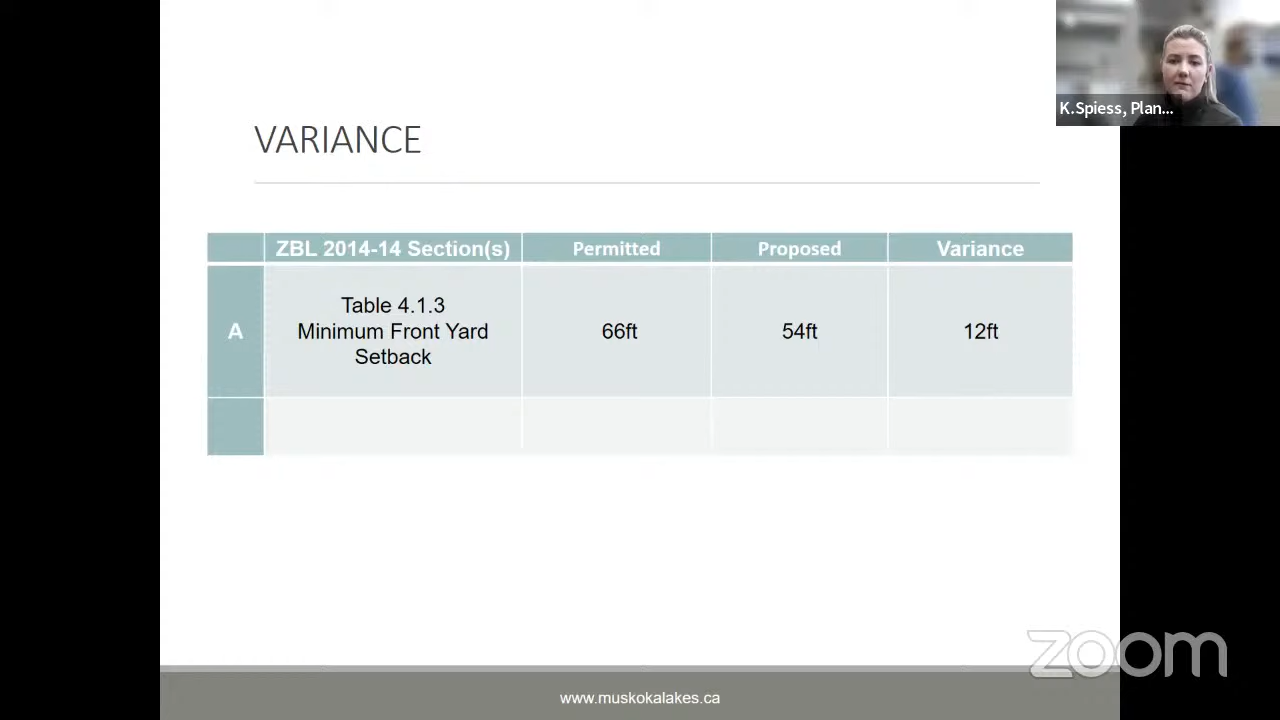 K.Spiess, Plan...
VARIANCE
ZBL 2014-14 Section(s) Permitted Proposed Variance
A
Table 4.1.3
Minimum Front Yard
Setback
66ft 54ft 12ft
zoom
www.muskokalakes.ca